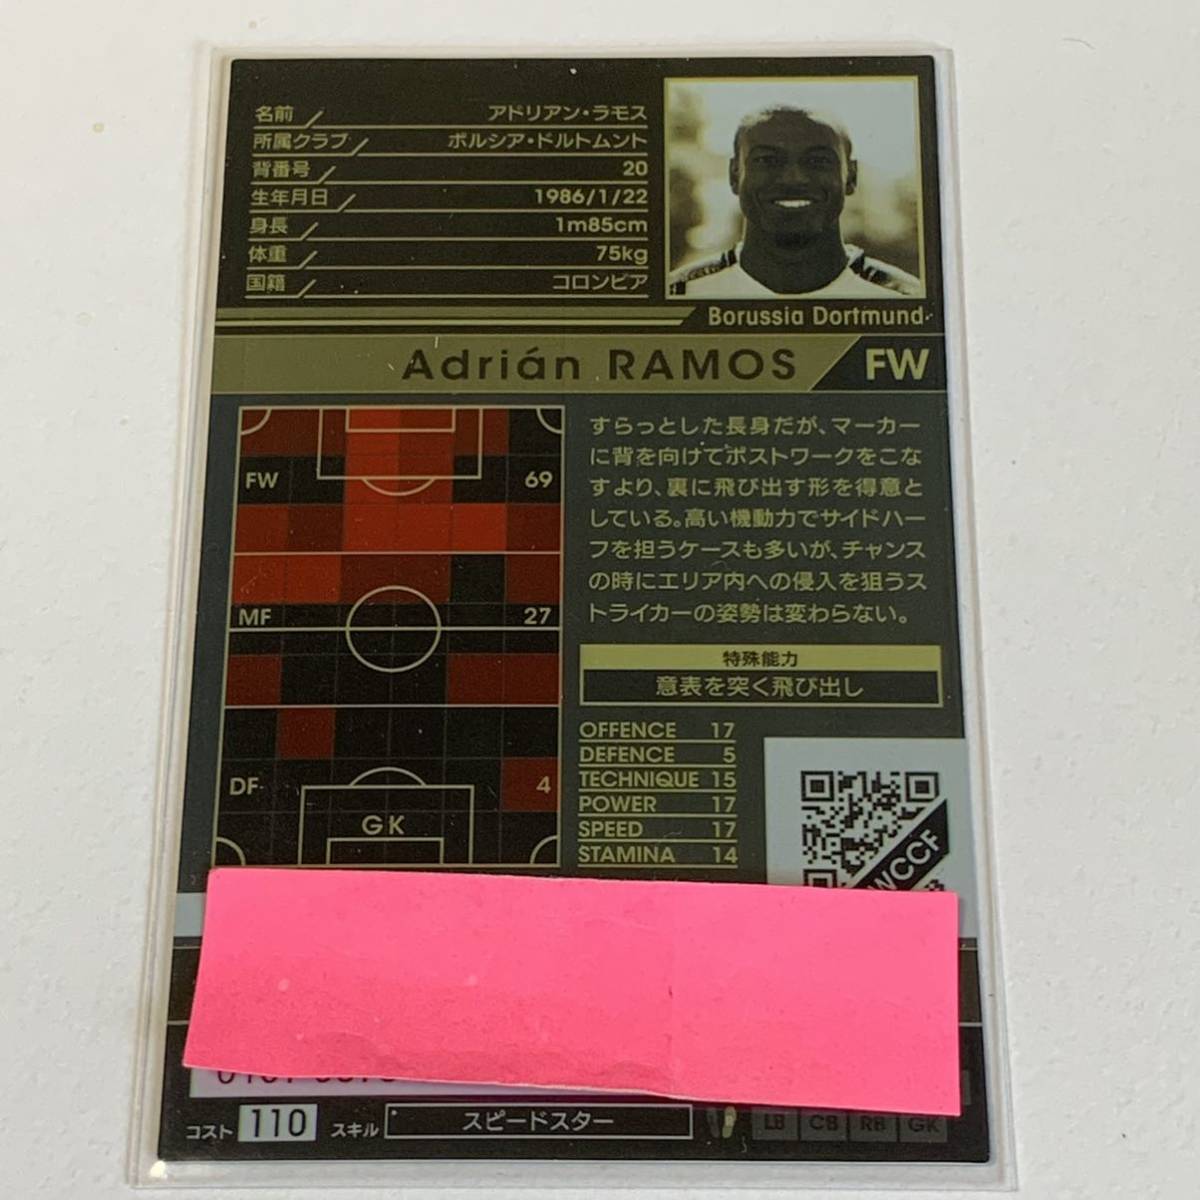 名前 アドリアン・ラモス
所属クラブ ボルシア・ドルトムント
背番号 20
生年月日 1986/1/22
身長 1m85cm
体重 75kg
国籍 コロンビア
Borussia Dortmund
Adrián RAMOS FW
FW 69
MF 27
DF 4
GK
すらっとした長身だが、マーカー
に背を向けてポストワークをこな
すより、裏に飛び出す形を得意と
している。高い機動力でサイドハー
フを担うケースも多いが、チャンス
の時にエリア内への侵入を狙うス
トライカーの姿勢は変わらない。
特殊能力
意表を突く飛び出し
OFFENCE 17
DEFENCE 5
TECHNIQUE 15
POWER 17
SPEED 17
STAMINA 14
WCCF
コスト 110 スキル スピードスター LB CB RB GK